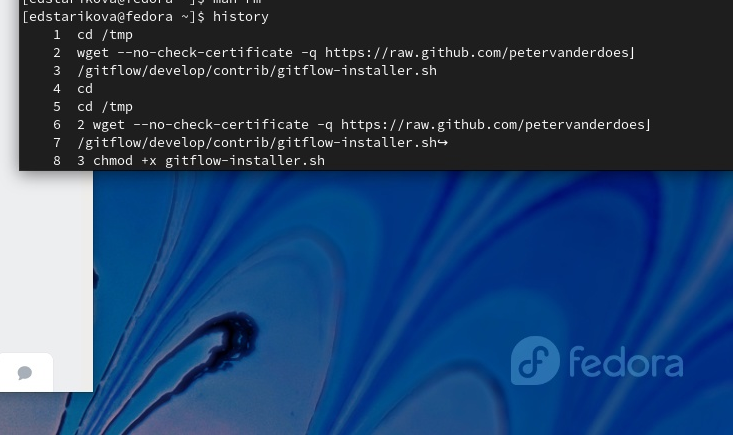 [edstarikova@fedora ~]$ man rm
[edstarikova@fedora ~]$ history
1 cd /tmp
2 wget --no-check-certificate -q https://raw.github.com/petervanderdoes]
3 /gitflow/develop/contrib/gitflow-installer.sh
4 cd
5 cd /tmp
6 2 wget --no-check-certificate -q https://raw.github.com/petervanderdoes]
7 /gitflow/develop/contrib/gitflow-installer.sh↪
8 3 chmod +x gitflow-installer.sh
fedora